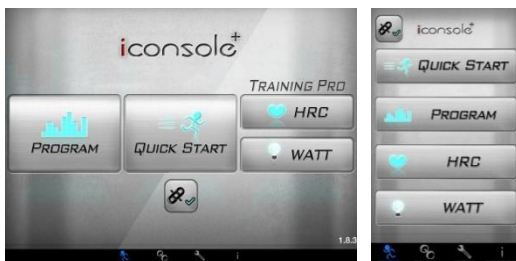 iconsole+
TRAINING PRO
PROGRAM
QUICK START
HRC
WATT
1.8.3
i
iconsole+
QUICK START
PROGRAM
HRC
WATT
i